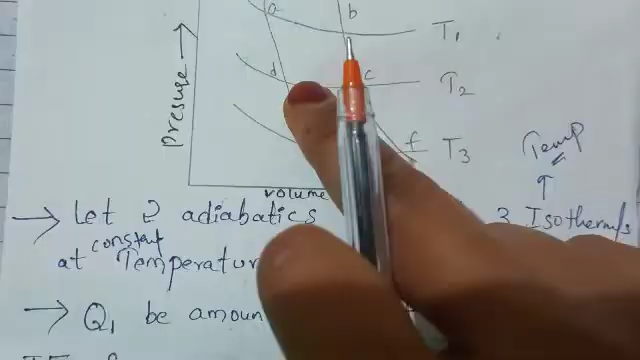 a b
T₁
d c
T₂
f T₃
pressure
volume
Temp
→ Let 2 adiabatics
3 Isotherms
constant
at Temperatur
→ Q₁ be amoun